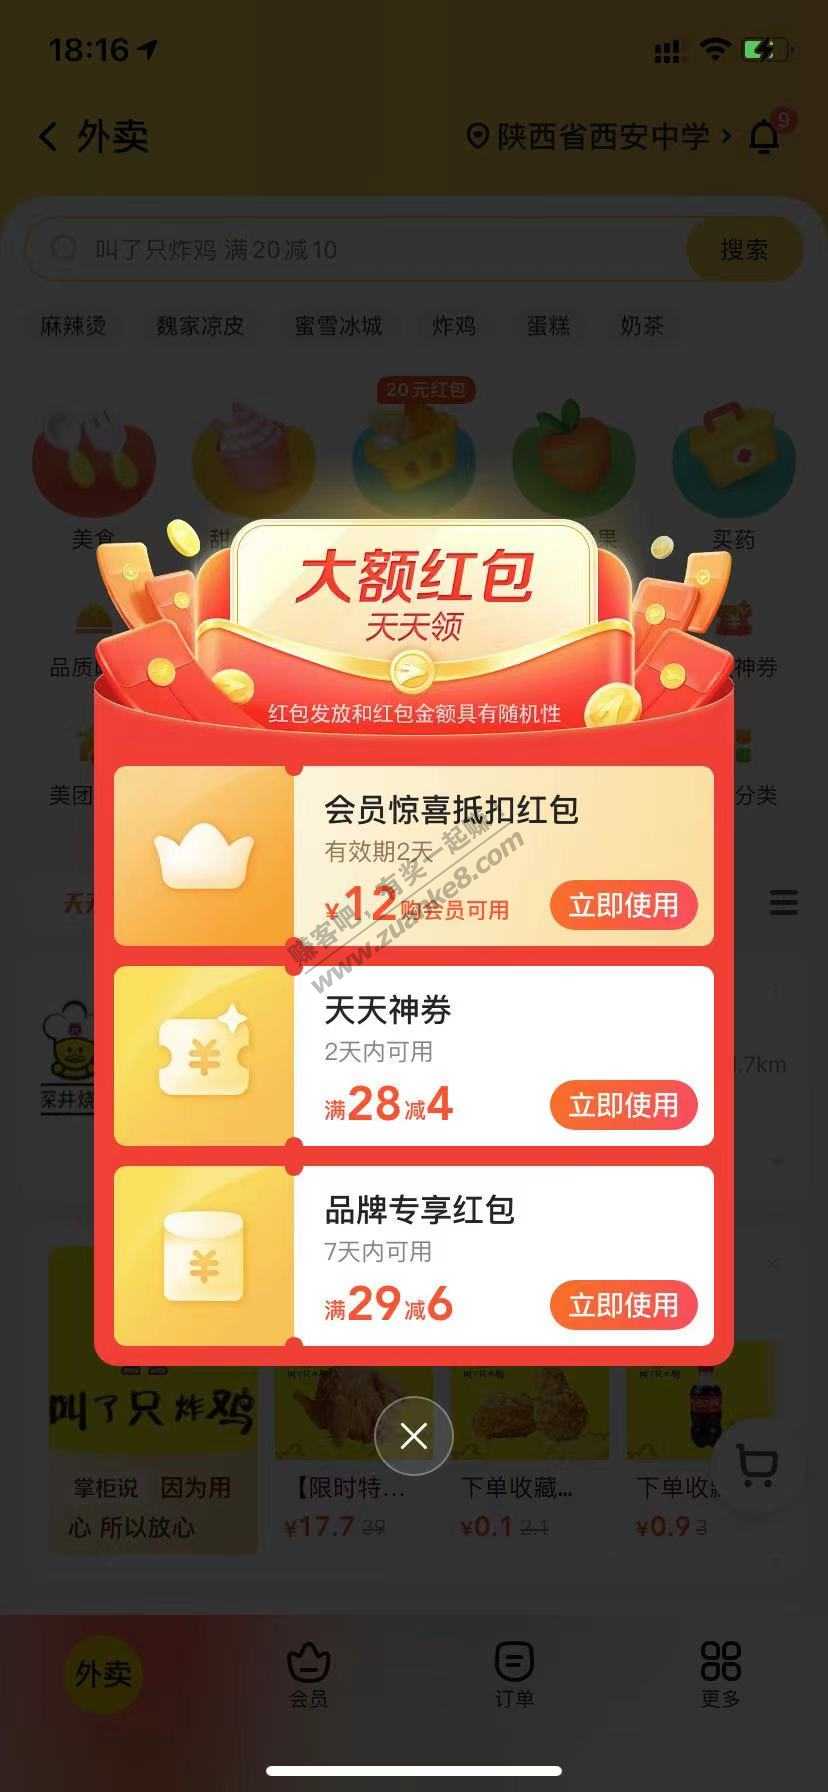 18:16
外卖
陕西省西安中学
9
叫了只炸鸡 满20减10
搜索
麻辣烫 魏家凉皮 蜜雪冰城 炸鸡 蛋糕 奶茶
20元红包
美食
甜
果
买药
大额红包
天天领
品质
神券
红包发放和红包金额具有随机性
美团
分类
会员惊喜抵扣红包
有效期2天
¥12购会员可用
立即使用
赚客吧,有奖一起赚
www.zuanke8.com
天天神券
2天内可用
满28减4
立即使用
.7km
深井烧
品牌专享红包
7天内可用
满29减6
立即使用
叫了只炸鸡
掌柜说 因为用
心 所以放心
【限时特...
¥17.7 39
下单收藏...
¥0.1 2.1
下单收
¥0.9 3
外卖
会员
订单
更多